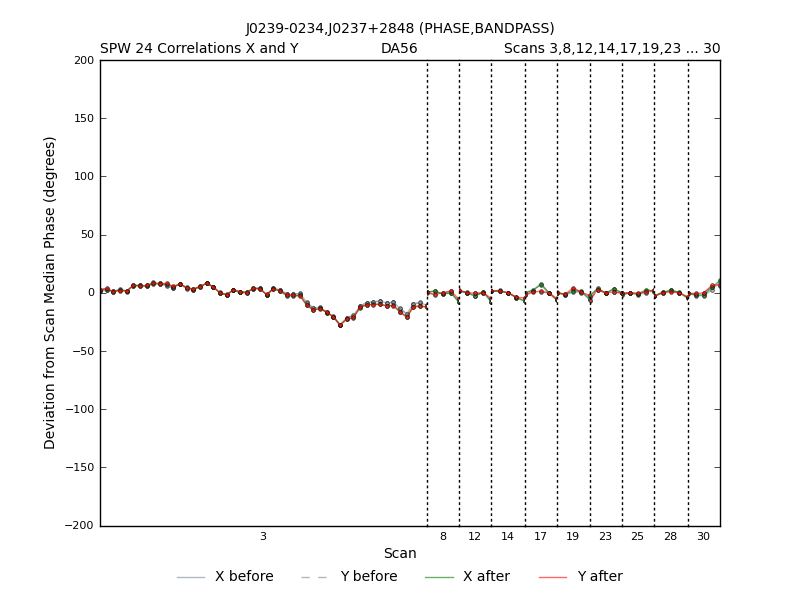 J0239-0234,J0237+2848 (PHASE,BANDPASS)
SPW 24 Correlations X and Y DA56 Scans 3,8,12,14,17,19,23 ... 30
200
150
100
50
0
−50
−100
−150
−200
Deviation from Scan Median Phase (degrees)
3 8 12 14 17 19 23 25 28 30
Scan
X before Y before X after Y after